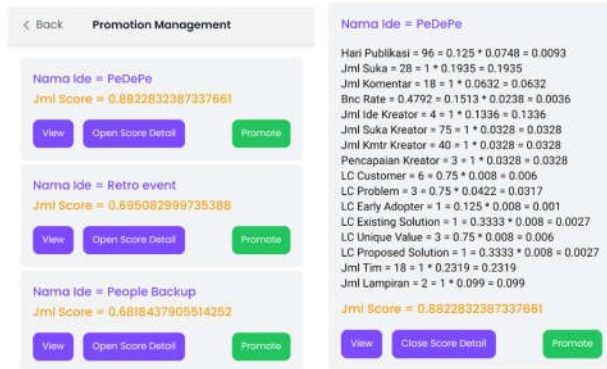 Back Promotion Management
Nama Ide = PeDePe
Jml Score = 0.8822832387337661
View Open Score Detail Promote
Nama Ide = Retro event
Jml Score = 0.695082999735388
View Open Score Detail Promote
Nama Ide = People Backup
Jml Score = 0.6818437905514252
View Open Score Detail Promote
Nama Ide = PeDePe
Hari Publikasi = 96 = 0.125 * 0.0748 = 0.0093
Jml Suka = 28 = 1 * 0.1935 = 0.1935
Jml Komentar = 18 = 1 * 0.0632 = 0.0632
Bnc Rate = 0.4792 = 0.1513 * 0.0238 = 0.0036
Jml Ide Kreator = 4 = 1 * 0.1336 = 0.1336
Jml Suka Kreator = 75 = 1 * 0.0328 = 0.0328
Jml Kmtr Kreator = 40 = 1 * 0.0328 = 0.0328
Pencapaian Kreator = 3 = 1 * 0.0328 = 0.0328
LC Customer = 6 = 0.75 * 0.008 = 0.006
LC Problem = 3 = 0.75 * 0.0422 = 0.0317
LC Early Adopter = 1 = 0.125 * 0.008 = 0.001
LC Existing Solution = 1 = 0.3333 * 0.008 = 0.0027
LC Unique Value = 3 = 0.75 * 0.008 = 0.006
LC Proposed Solution = 1 = 0.3333 * 0.008 = 0.0027
Jml Tim = 18 = 1 * 0.2319 = 0.2319
Jml Lampiran = 2 = 1 * 0.099 = 0.099
Jml Score = 0.8822832387337661
View Close Score Detail Promote